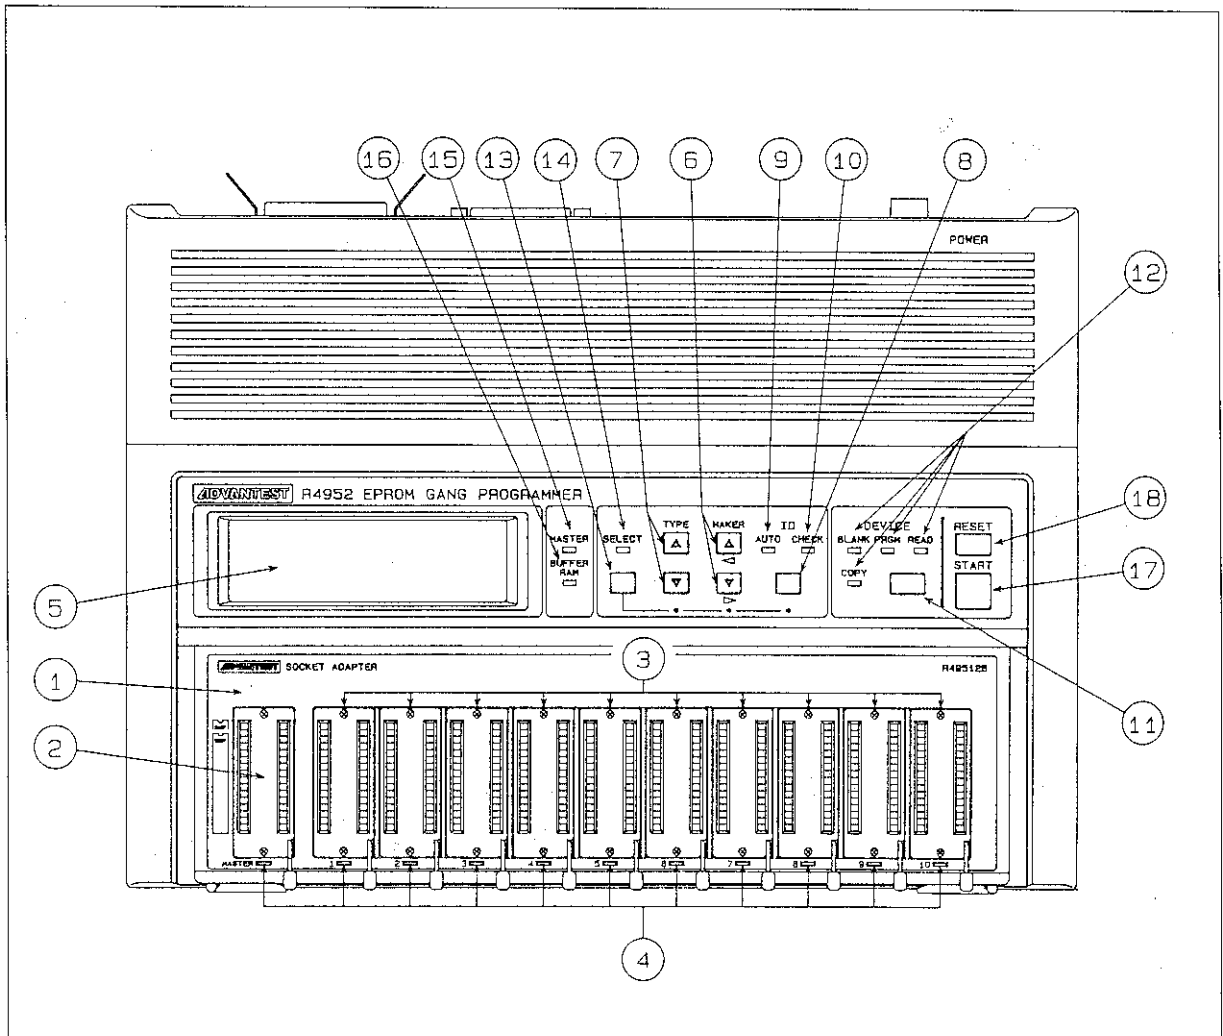 16 15 13 14 7 6 9 10 8
POWER
12
ADVANTEST R4952 EPROM GANG PROGRAMMER
MASTER
BUFFER
RAM
SELECT
TYPE
MAKER
ID
AUTO CHECK
DEVICE
BLANK PRGM READ
COPY
RESET
START
18
17
5
3
ADVANTEST SOCKET ADAPTER
1
2
11
MASTER 1 2 3 4 5 6 7 8 9 10
4